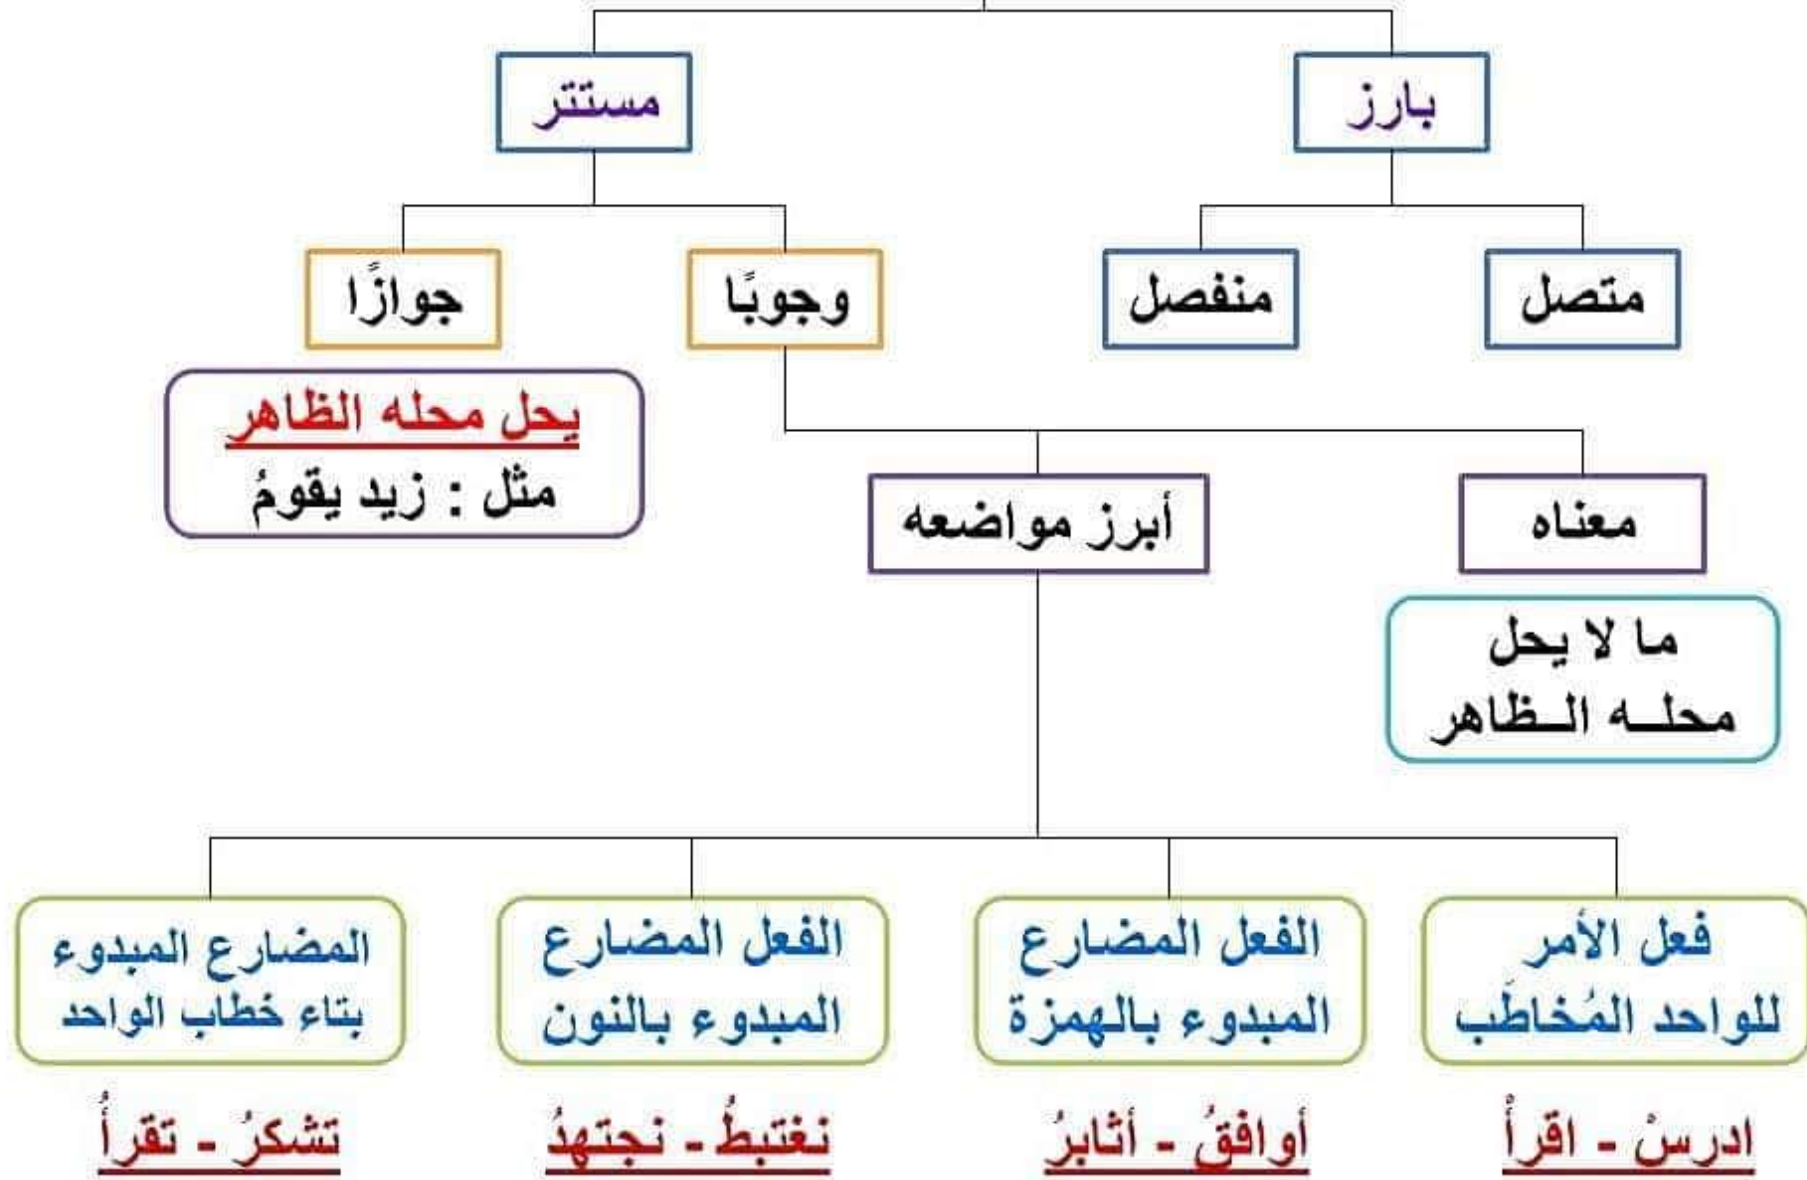 بارز
مستتر
متصل
منفصل
وجوبًا
جوازًا
يحل محله الظاهر
مثل : زيد يقومُ
معناه
أبرز مواضعه
ما لا يحل
محلــه الــظاهر
فعل الأمر
للواحد المُخاطَب
الفعل المضارع
المبدوء بالهمزة
الفعل المضارع
المبدوء بالنون
المضارع المبدوء
بتاء خطاب الواحد
ادرسْ - اقرأْ
أوافقُ - أثابرُ
نغتبطُ - نجتهدُ
تشكرُ - تقرأُ